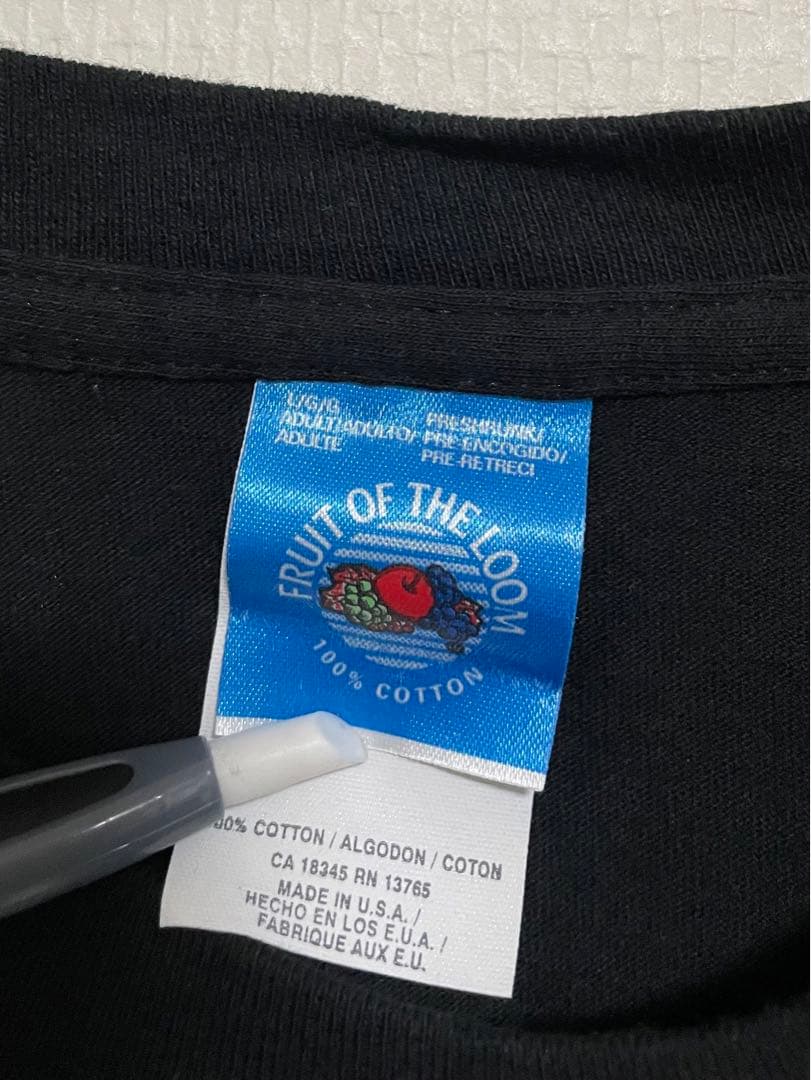 L/G/G
ADULT/ADULTO/
ADULTE
PRESHRUNK/
PRE-ENCOGIDO/
PRE-RETRECI
FRUIT OF THE LOOM
100% COTTON
0% COTTON / ALGODON / COTON
CA 18345 RN 13765
MADE IN U.S.A. /
HECHO EN LOS E.U.A. /
FABRIQUE AUX E.U.